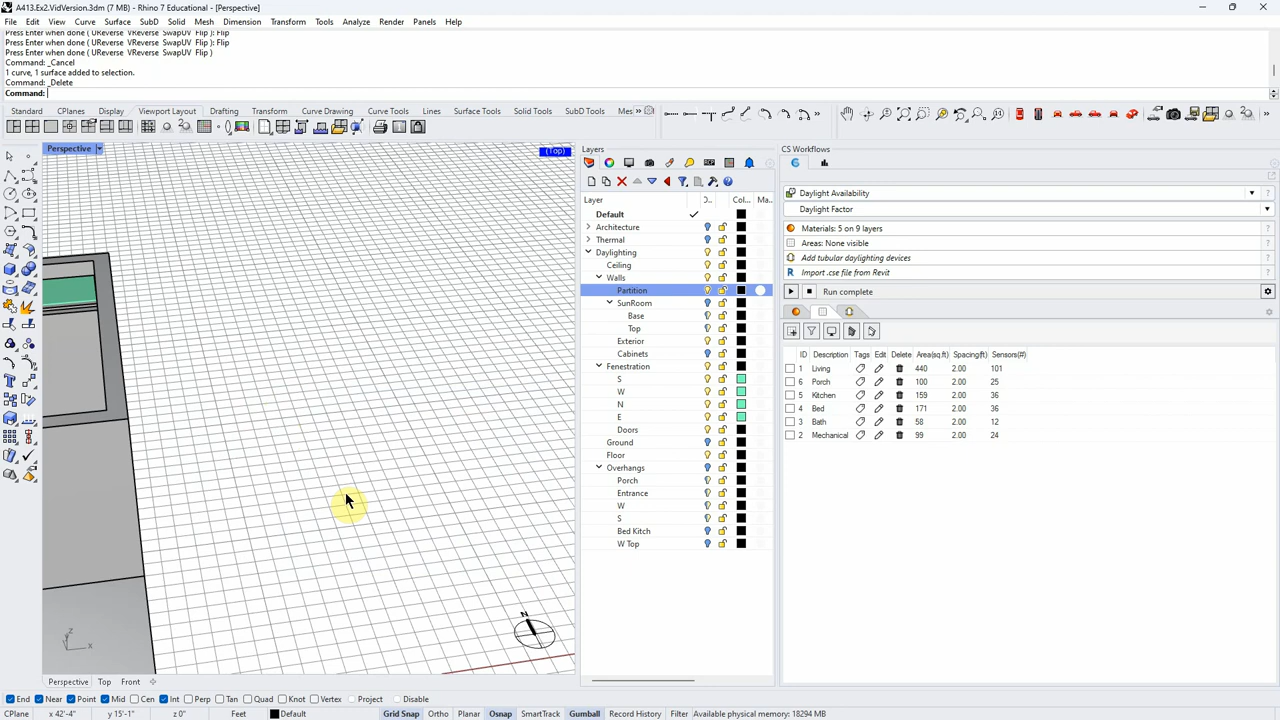 A413.Ex2.VidVersion.3dm (7 MB) - Rhino 7 Educational - [Perspective]
File Edit View Curve Surface SubD Solid Mesh Dimension Transform Tools Analyze Render Panels Help
Press Enter when done ( UReverse VReverse SwapUV Flip ): Flip
Press Enter when done ( UReverse VReverse SwapUV Flip ): Flip
Press Enter when done ( UReverse VReverse SwapUV Flip )
Command: _Cancel
1 curve, 1 surface added to selection.
Command: _Delete
Command:
Standard CPlanes Display Viewport Layout Drafting Transform Curve Drawing Curve Tools Lines Surface Tools Solid Tools SubD Tools Mes »
Perspective
(Top)
N
z
x
Perspective Top Front
Layers
Layer Col... Ma...
Default
Architecture
Thermal
Daylighting
Ceiling
Walls
Partition
SunRoom
Base
Top
Exterior
Cabinets
Fenestration
S
W
N
E
Doors
Ground
Floor
Overhangs
Porch
Entrance
W
S
Bed Kitch
W Top
CS Workflows
Daylight Availability ?
Daylight Factor
Materials: 5 on 9 layers ?
Areas: None visible ?
Add tubular daylighting devices ?
Import .cse file from Revit ?
Run complete
ID Description Tags Edit Delete Area(sq.ft) Spacing(ft) Sensors(#)
1 Living 440 2.00 101
6 Porch 100 2.00 25
5 Kitchen 159 2.00 36
4 Bed 171 2.00 36
3 Bath 58 2.00 12
2 Mechanical 99 2.00 24
End Near Point Mid Cen Int Perp Tan Quad Knot Vertex Project Disable
CPlane x 42'-4" y 15'-1" z 0" Feet Default Grid Snap Ortho Planar Osnap SmartTrack Gumball Record History Filter Available physical memory: 18294 MB